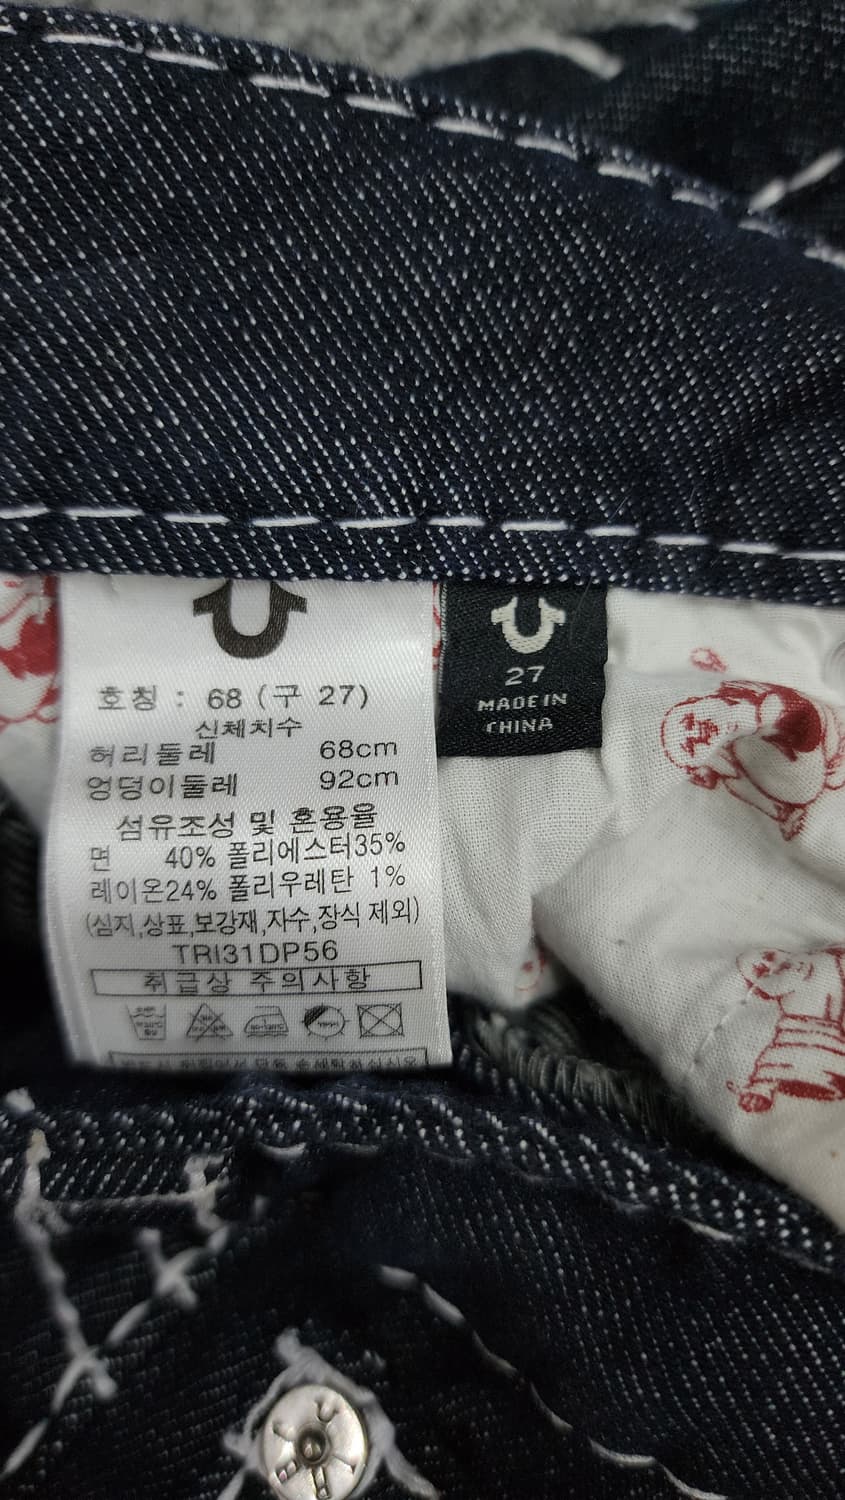 호칭 : 68 (구 27)
신체치수
허리둘레 68cm
엉덩이둘레 92cm
섬유조성 및 혼용율
면 40% 폴리에스터35%
레이온24% 폴리우레탄 1%
(심지,상표,보강재,자수,장식 제외)
TRI31DP56
취급상 주의사항
27
MADE IN
CHINA